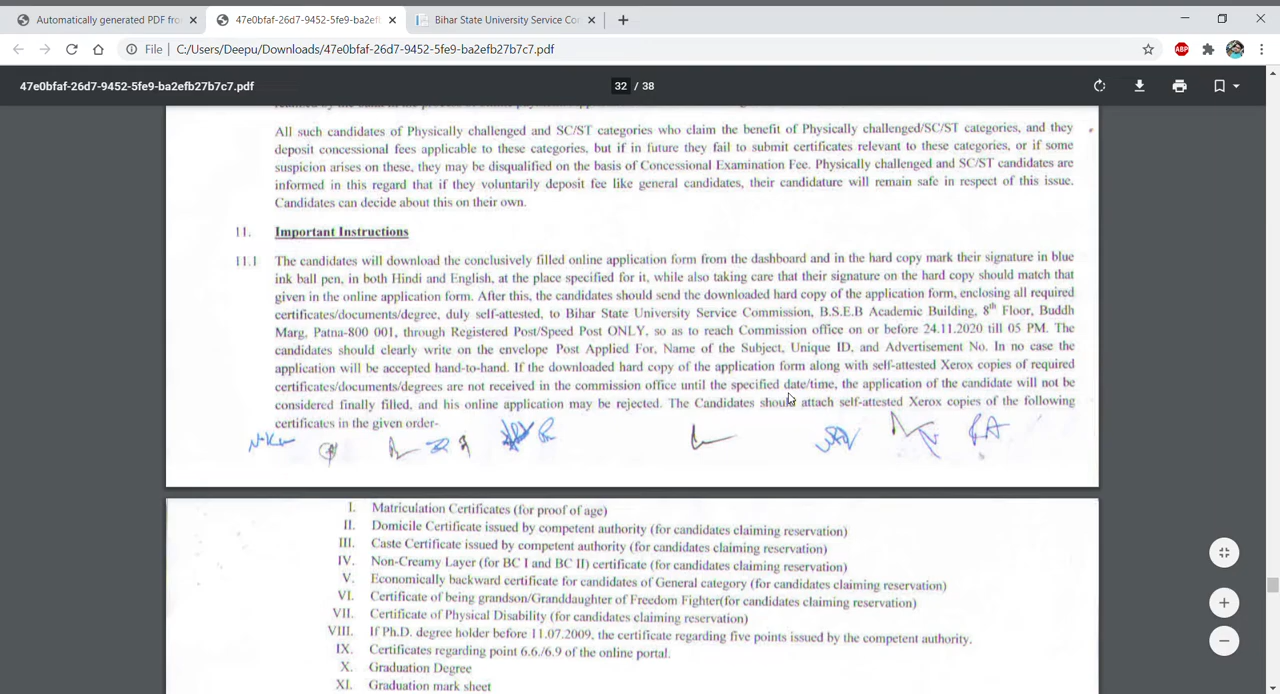 Automatically generated PDF fro
47e0bfaf-26d7-9452-5fe9-ba2ef
Bihar State University Service Co
File | C:/Users/Deepu/Downloads/47e0bfaf-26d7-9452-5fe9-ba2efb27b7c7.pdf
ABP
47e0bfaf-26d7-9452-5fe9-ba2efb27b7c7.pdf
32 / 38
All such candidates of Physically challenged and SC/ST categories who claim the benefit of Physically challenged/SC/ST categories, and they
deposit concessional fees applicable to these categories, but if in future they fail to submit certificates relevant to these categories, or if some
suspicion arises on these, they may be disqualified on the basis of Concessional Examination Fee. Physically challenged and SC/ST candidates are
informed in this regard that if they voluntarily deposit fee like general candidates, their candidature will remain safe in respect of this issue.
Candidates can decide about this on their own.
11. Important Instructions
11.1 The candidates will download the conclusively filled online application form from the dashboard and in the hard copy mark their signature in blue
ink ball pen, in both Hindi and English, at the place specified for it, while also taking care that their signature on the hard copy should match that
given in the online application form. After this, the candidates should send the downloaded hard copy of the application form, enclosing all required
certificates/documents/degree, duly self-attested, to Bihar State University Service Commission, B.S.E.B Academic Building, 8th Floor, Buddh
Marg, Patna-800 001, through Registered Post/Speed Post ONLY, so as to reach Commission office on or before 24.11.2020 till 05 PM. The
candidates should clearly write on the envelope Post Applied For, Name of the Subject, Unique ID, and Advertisement No. In no case the
application will be accepted hand-to-hand. If the downloaded hard copy of the application form along with self-attested Xerox copies of required
certificates/documents/degrees are not received in the commission office until the specified date/time, the application of the candidate will not be
considered finally filled, and his online application may be rejected. The Candidates should attach self-attested Xerox copies of the following
certificates in the given order-
I. Matriculation Certificates (for proof of age)
II. Domicile Certificate issued by competent authority (for candidates claiming reservation)
III. Caste Certificate issued by competent authority (for candidates claiming reservation)
IV. Non-Creamy Layer (for BC I and BC II) certificate (for candidates claiming reservation)
V. Economically backward certificate for candidates of General category (for candidates claiming reservation)
VI. Certificate of being grandson/Granddaughter of Freedom Fighter(for candidates claiming reservation)
VII. Certificate of Physical Disability (for candidates claiming reservation)
VIII. If Ph.D. degree holder before 11.07.2009, the certificate regarding five points issued by the competent authority.
IX. Certificates regarding point 6.6./6.9 of the online portal.
X. Graduation Degree
XI. Graduation mark sheet